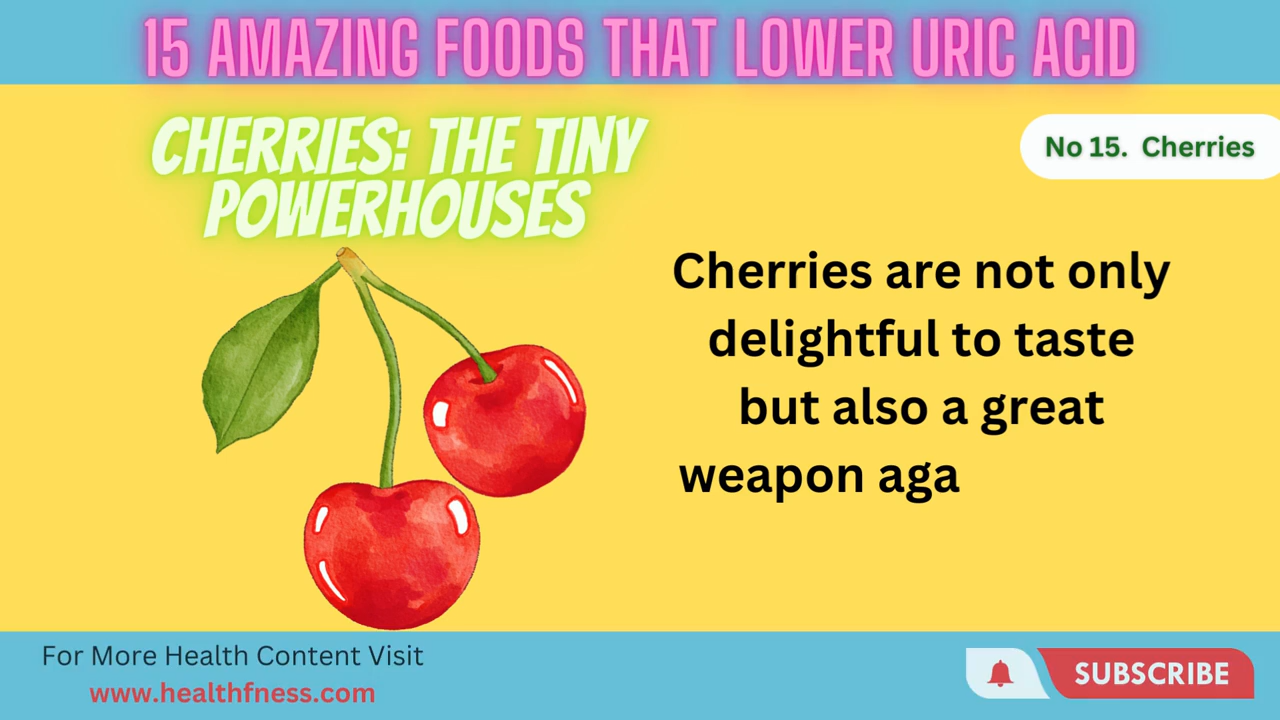 15 AMAZING FOODS THAT LOWER URIC ACID
CHERRIES: THE TINY
POWERHOUSES
No 15. Cherries
Cherries are not only
delightful to taste
but also a great
weapon aga
For More Health Content Visit
www.healthfness.com
SUBSCRIBE